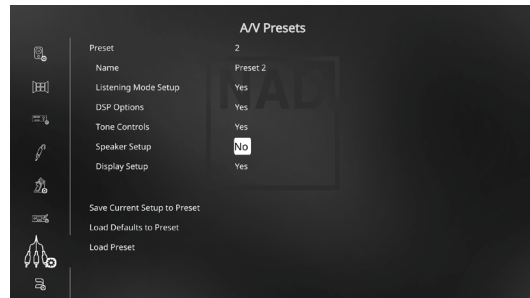 A/V Presets
Preset 2
Name Preset 2
Listening Mode Setup Yes
DSP Options Yes
Tone Controls Yes
Speaker Setup No
Display Setup Yes
Save Current Setup to Preset
Load Defaults to Preset
Load Preset
NAD